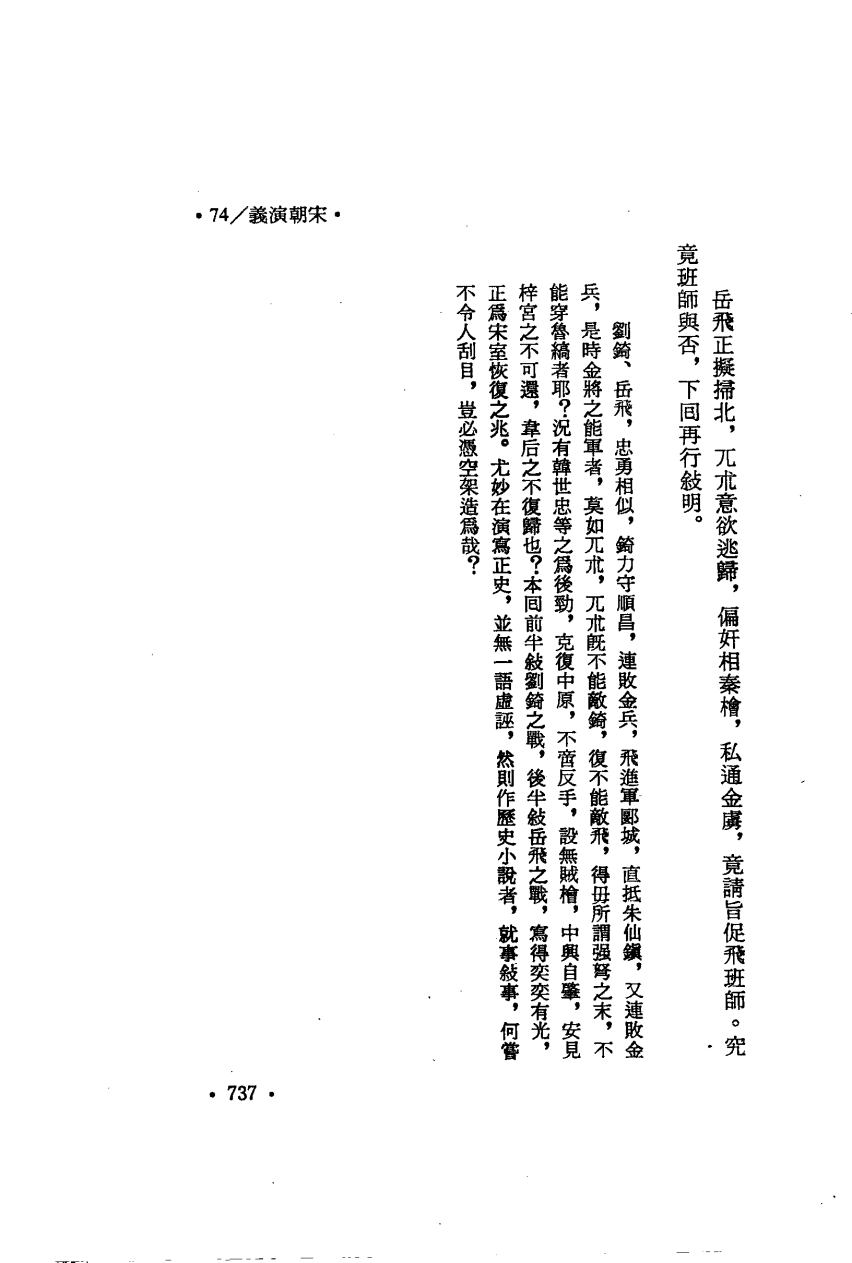 •74／義演朝宋•
岳飛正擬掃北，兀朮意欲逃歸，偏奸相秦檜，私通金虜，竟請旨促飛班師。究
竟班師與否，下回再行敍明。
劉錡、岳飛，忠勇相似，錡力守順昌，連敗金兵，飛進軍郾城，直抵朱仙鎭，又連敗金
兵，是時金將之能軍者，莫如兀朮，兀朮旣不能敵錡，復不能敵飛，得毋所謂强弩之末，不
能穿魯縞者耶？況有韓世忠等之爲後勁，克復中原，不啻反手，設無賊檜，中興自肇，安見
梓宮之不可還，韋后之不復歸也？本回前半敍劉錡之戰，後半敍岳飛之戰，寫得奕奕有光，
正爲宋室恢復之兆。尤妙在演寫正史，並無一語虛誣，然則作歷史小說者，就事敍事，何嘗
不令人刮目，豈必憑空架造爲哉？
•737•